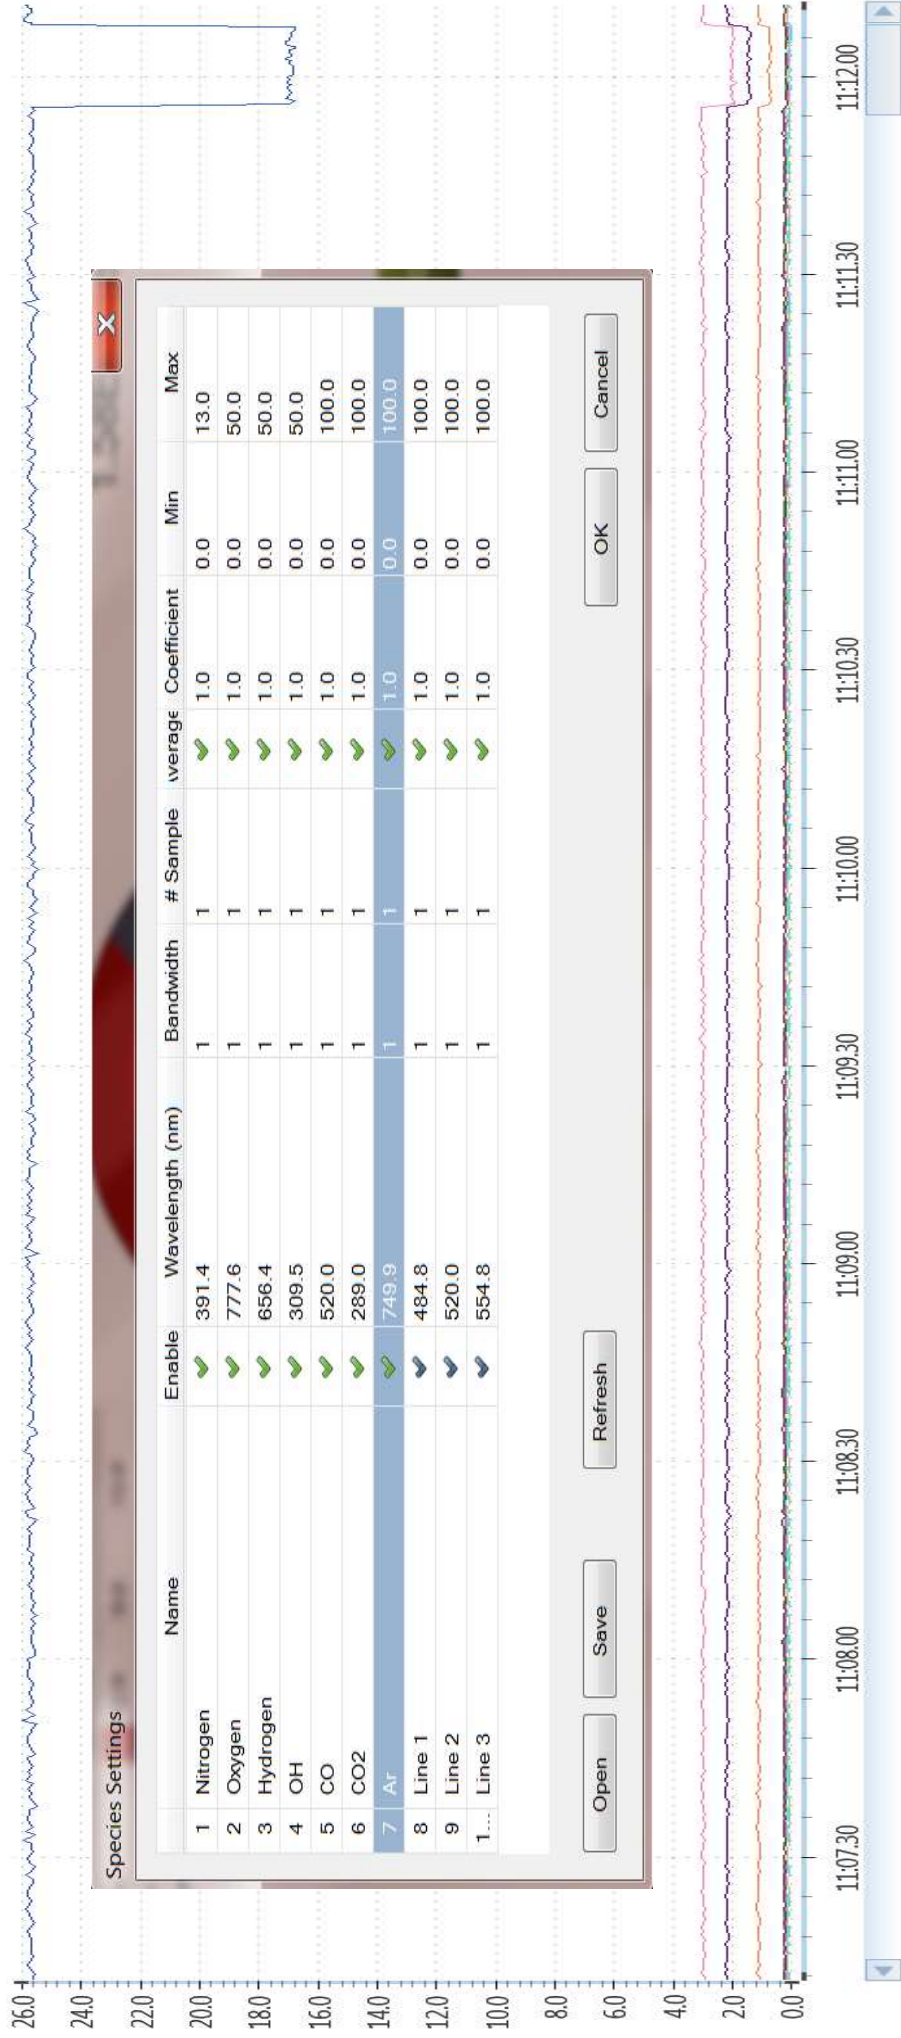 Species Settings
Name Enable Wavelength (nm) Bandwidth # Sample verage Coefficient Min Max
1 Nitrogen 391.4 1 1 1.0 0.0 13.0
2 Oxygen 7777.6 1 1 1.0 0.0 50.0
3 Hydrogen 656.4 1 1 1.0 0.0 50.0
4 OH 309.5 1 1 1.0 0.0 50.0
5 CO 520.0 1 1 1.0 0.0 100.0
6 CO2 289.0 1 1 1.0 0.0 100.0
7 Ar 749.9 1 1 1.0 0.0 100.0
8 Line 1 484.8 1 1 1.0 0.0 100.0
9 Line 2 520.0 1 1 1.0 0.0 100.0
1... Line 3 554.8 1 1 1.0 0.0 100.0
Open Save Refresh OK Cancel
26.0
24.0
22.0
20.0
18.0
16.0
14.0
12.0
10.0
8.0
6.0
4.0
2.0
0.0
11:07.30 11:08.00 11:08.30 11:09.00 11:09.30 11:10.00 11:10.30 11:11.00 11:11.30 11:12.00